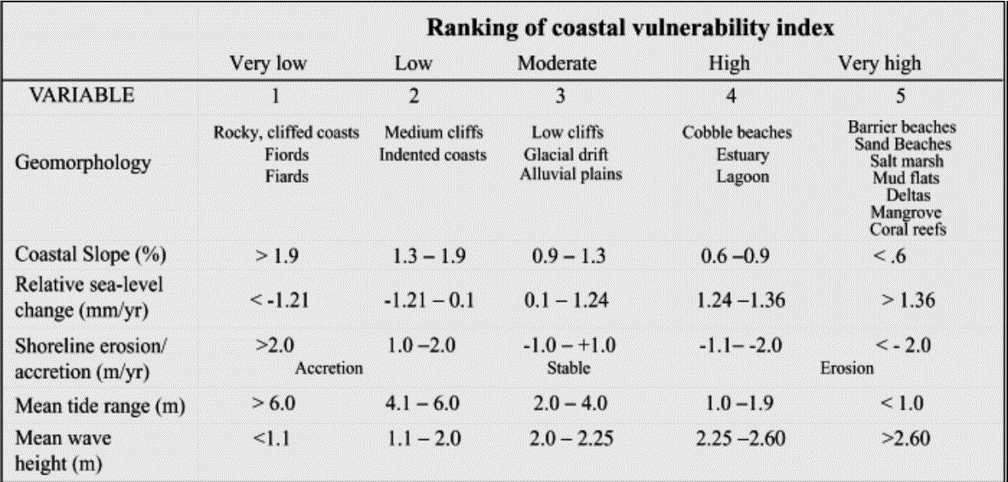 Ranking of coastal vulnerability index
Very low Low Moderate High Very high
VARIABLE 1 2 3 4 5
Geomorphology
Rocky, cliffed coasts
Fiords
Fiards
Medium cliffs
Indented coasts
Low cliffs
Glacial drift
Alluvial plains
Cobble beaches
Estuary
Lagoon
Barrier beaches
Sand Beaches
Salt marsh
Mud flats
Deltas
Mangrove
Coral reefs
Coastal Slope (%) > 1.9 1.3 – 1.9 0.9 – 1.3 0.6 –0.9 < .6
Relative sea-level
change (mm/yr) < -1.21 -1.21 – 0.1 0.1 – 1.24 1.24 –1.36 > 1.36
Shoreline erosion/
accretion (m/yr) >2.0 1.0 –2.0 -1.0 – +1.0 -1.1– -2.0 < - 2.0
Accretion Stable Erosion
Mean tide range (m) > 6.0 4.1 – 6.0 2.0 – 4.0 1.0 –1.9 < 1.0
Mean wave
height (m) <1.1 1.1 – 2.0 2.0 – 2.25 2.25 –2.60 >2.60